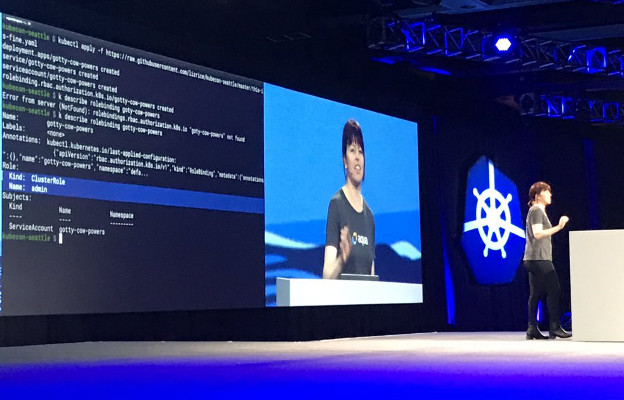 kubecon-seattle $ kubectl apply -f https://raw.githubusercontent.com/lizrice/kubecon-seattle/master/this-i
s-fine.yaml
deployment.apps/gotty-cow-powers created
service/gotty-cow-powers created
serviceaccount/gotty-cow-powers created
rolebinding.rbac.authorization.k8s.io/gotty-cow-powers created
kubecon-seattle $ k describe rolebinding goty-cow-powers
Error from server (NotFound): rolebindings.rbac.authorization.k8s.io "goty-cow-powers" not found
kubecon-seattle $ k describe rolebinding gotty-cow-powers
Name: gotty-cow-powers
Labels: <none>
Annotations: kubectl.kubernetes.io/last-applied-configuration:
{"apiVersion":"rbac.authorization.k8s.io/v1","kind":"RoleBinding","metadata":{"annotations
":{},"name":"gotty-cow-powers","namespace":"defa...
Role:
Kind: ClusterRole
Name: admin
Subjects:
Kind Name Namespace
---- ---- ---------
ServiceAccount gotty-cow-powers
kubecon-seattle $
aqua